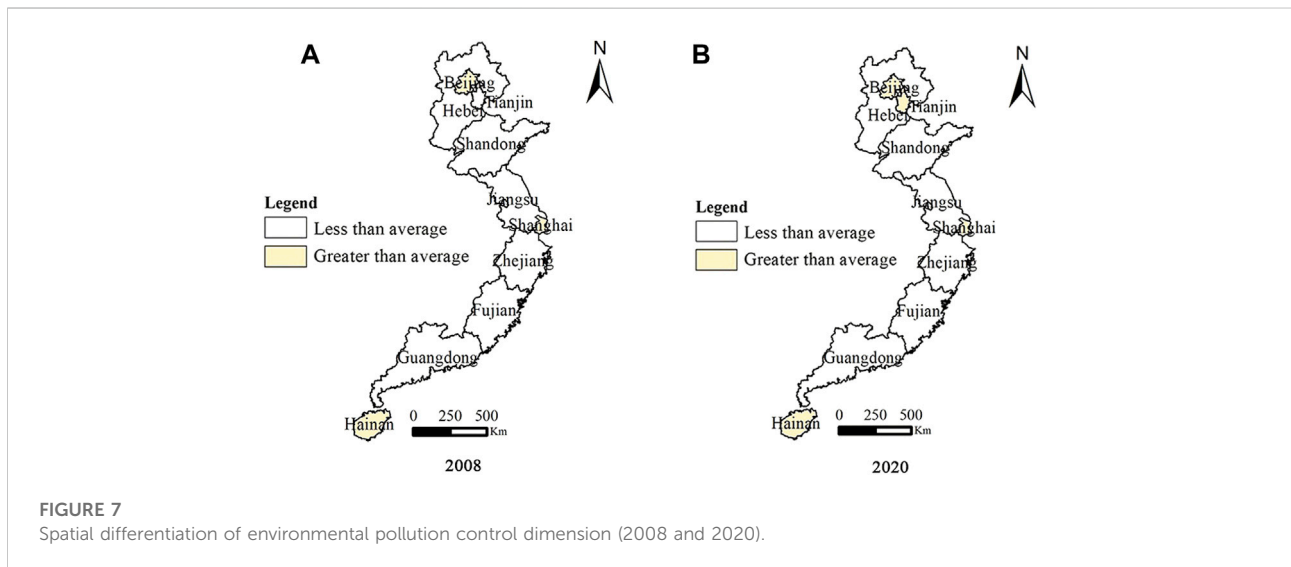 A
N
Beijing
Tianjin
Hebei
Shandong
Jiangsu
Shanghai
Zhejiang
Fujian
Guangdong
Hainan
Legend
Less than average
Greater than average
0 250 500
Km
2008
B
N
Beijing
Tianjin
Hebei
Shandong
Jiangsu
Shanghai
Zhejiang
Fujian
Guangdong
Hainan
Legend
Less than average
Greater than average
0 250 500
Km
2020
FIGURE 7
Spatial differentiation of environmental pollution control dimension (2008 and 2020).